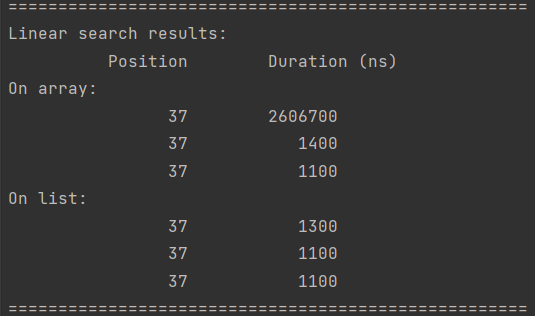 ====================================================
Linear search results:
          Position        Duration (ns)
On array:
                37        2606700
                37           1400
                37           1100
On list:
                37           1300
                37           1100
                37           1100
====================================================